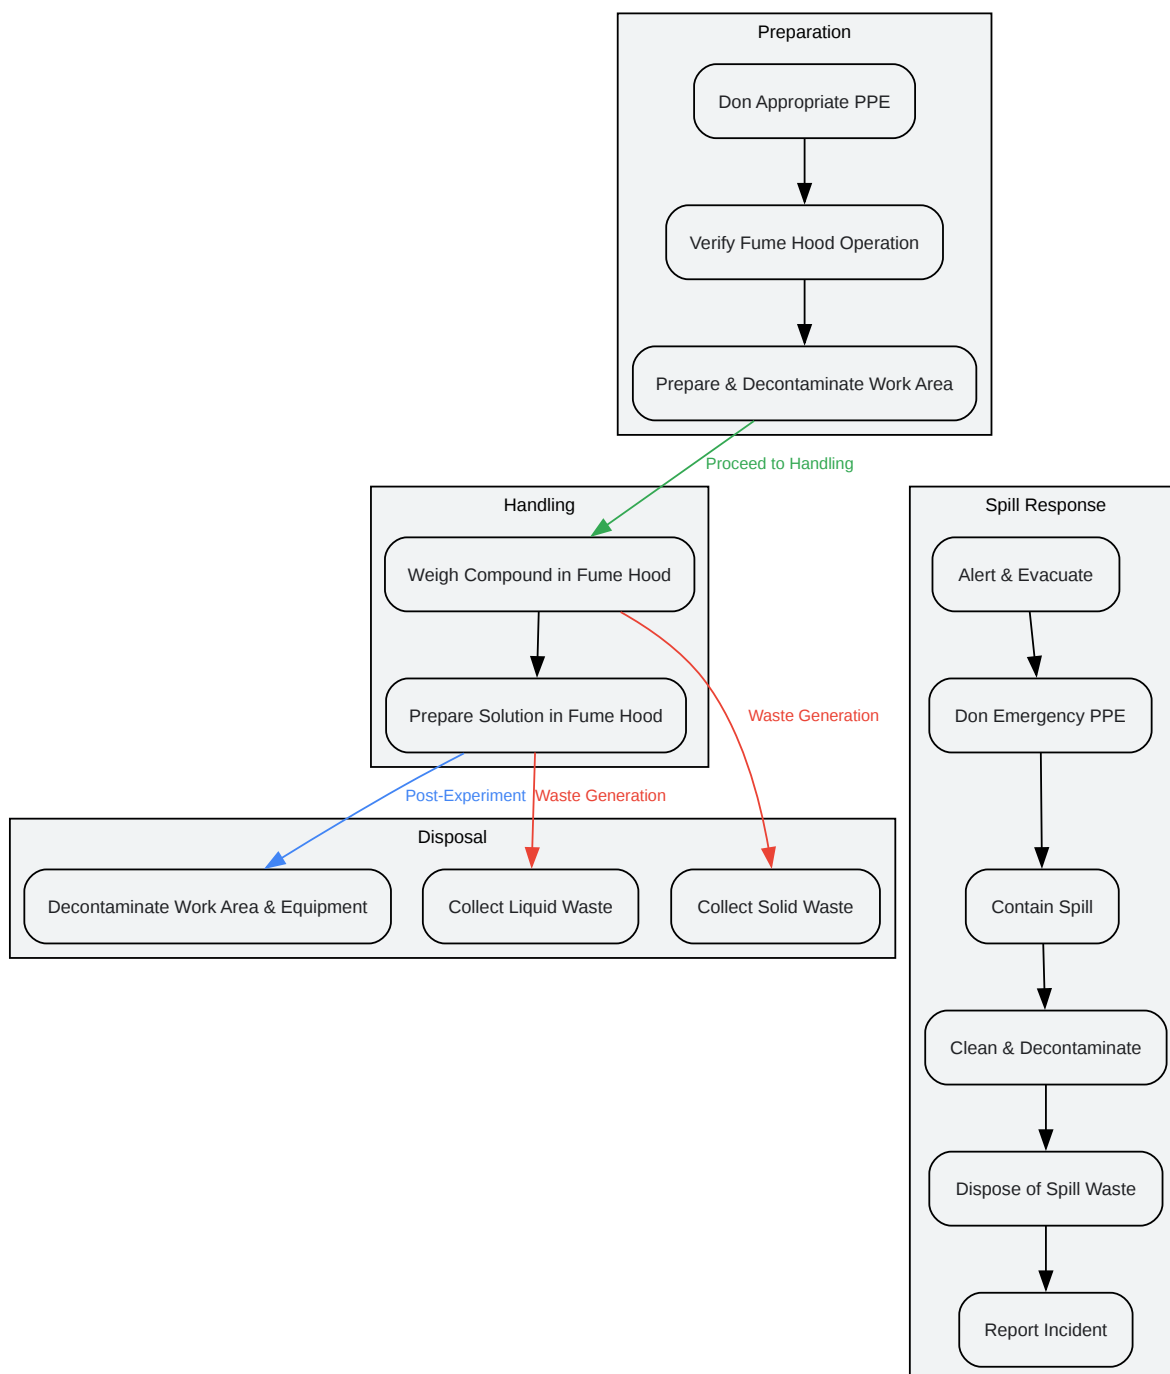 Preparation
Don Appropriate PPE
Verify Fume Hood Operation
Prepare & Decontaminate Work Area
Proceed to Handling
Handling
Weigh Compound in Fume Hood
Prepare Solution in Fume Hood
Waste Generation
Post-Experiment
Waste Generation
Disposal
Decontaminate Work Area & Equipment
Collect Liquid Waste
Collect Solid Waste
Spill Response
Alert & Evacuate
Don Emergency PPE
Contain Spill
Clean & Decontaminate
Dispose of Spill Waste
Report Incident